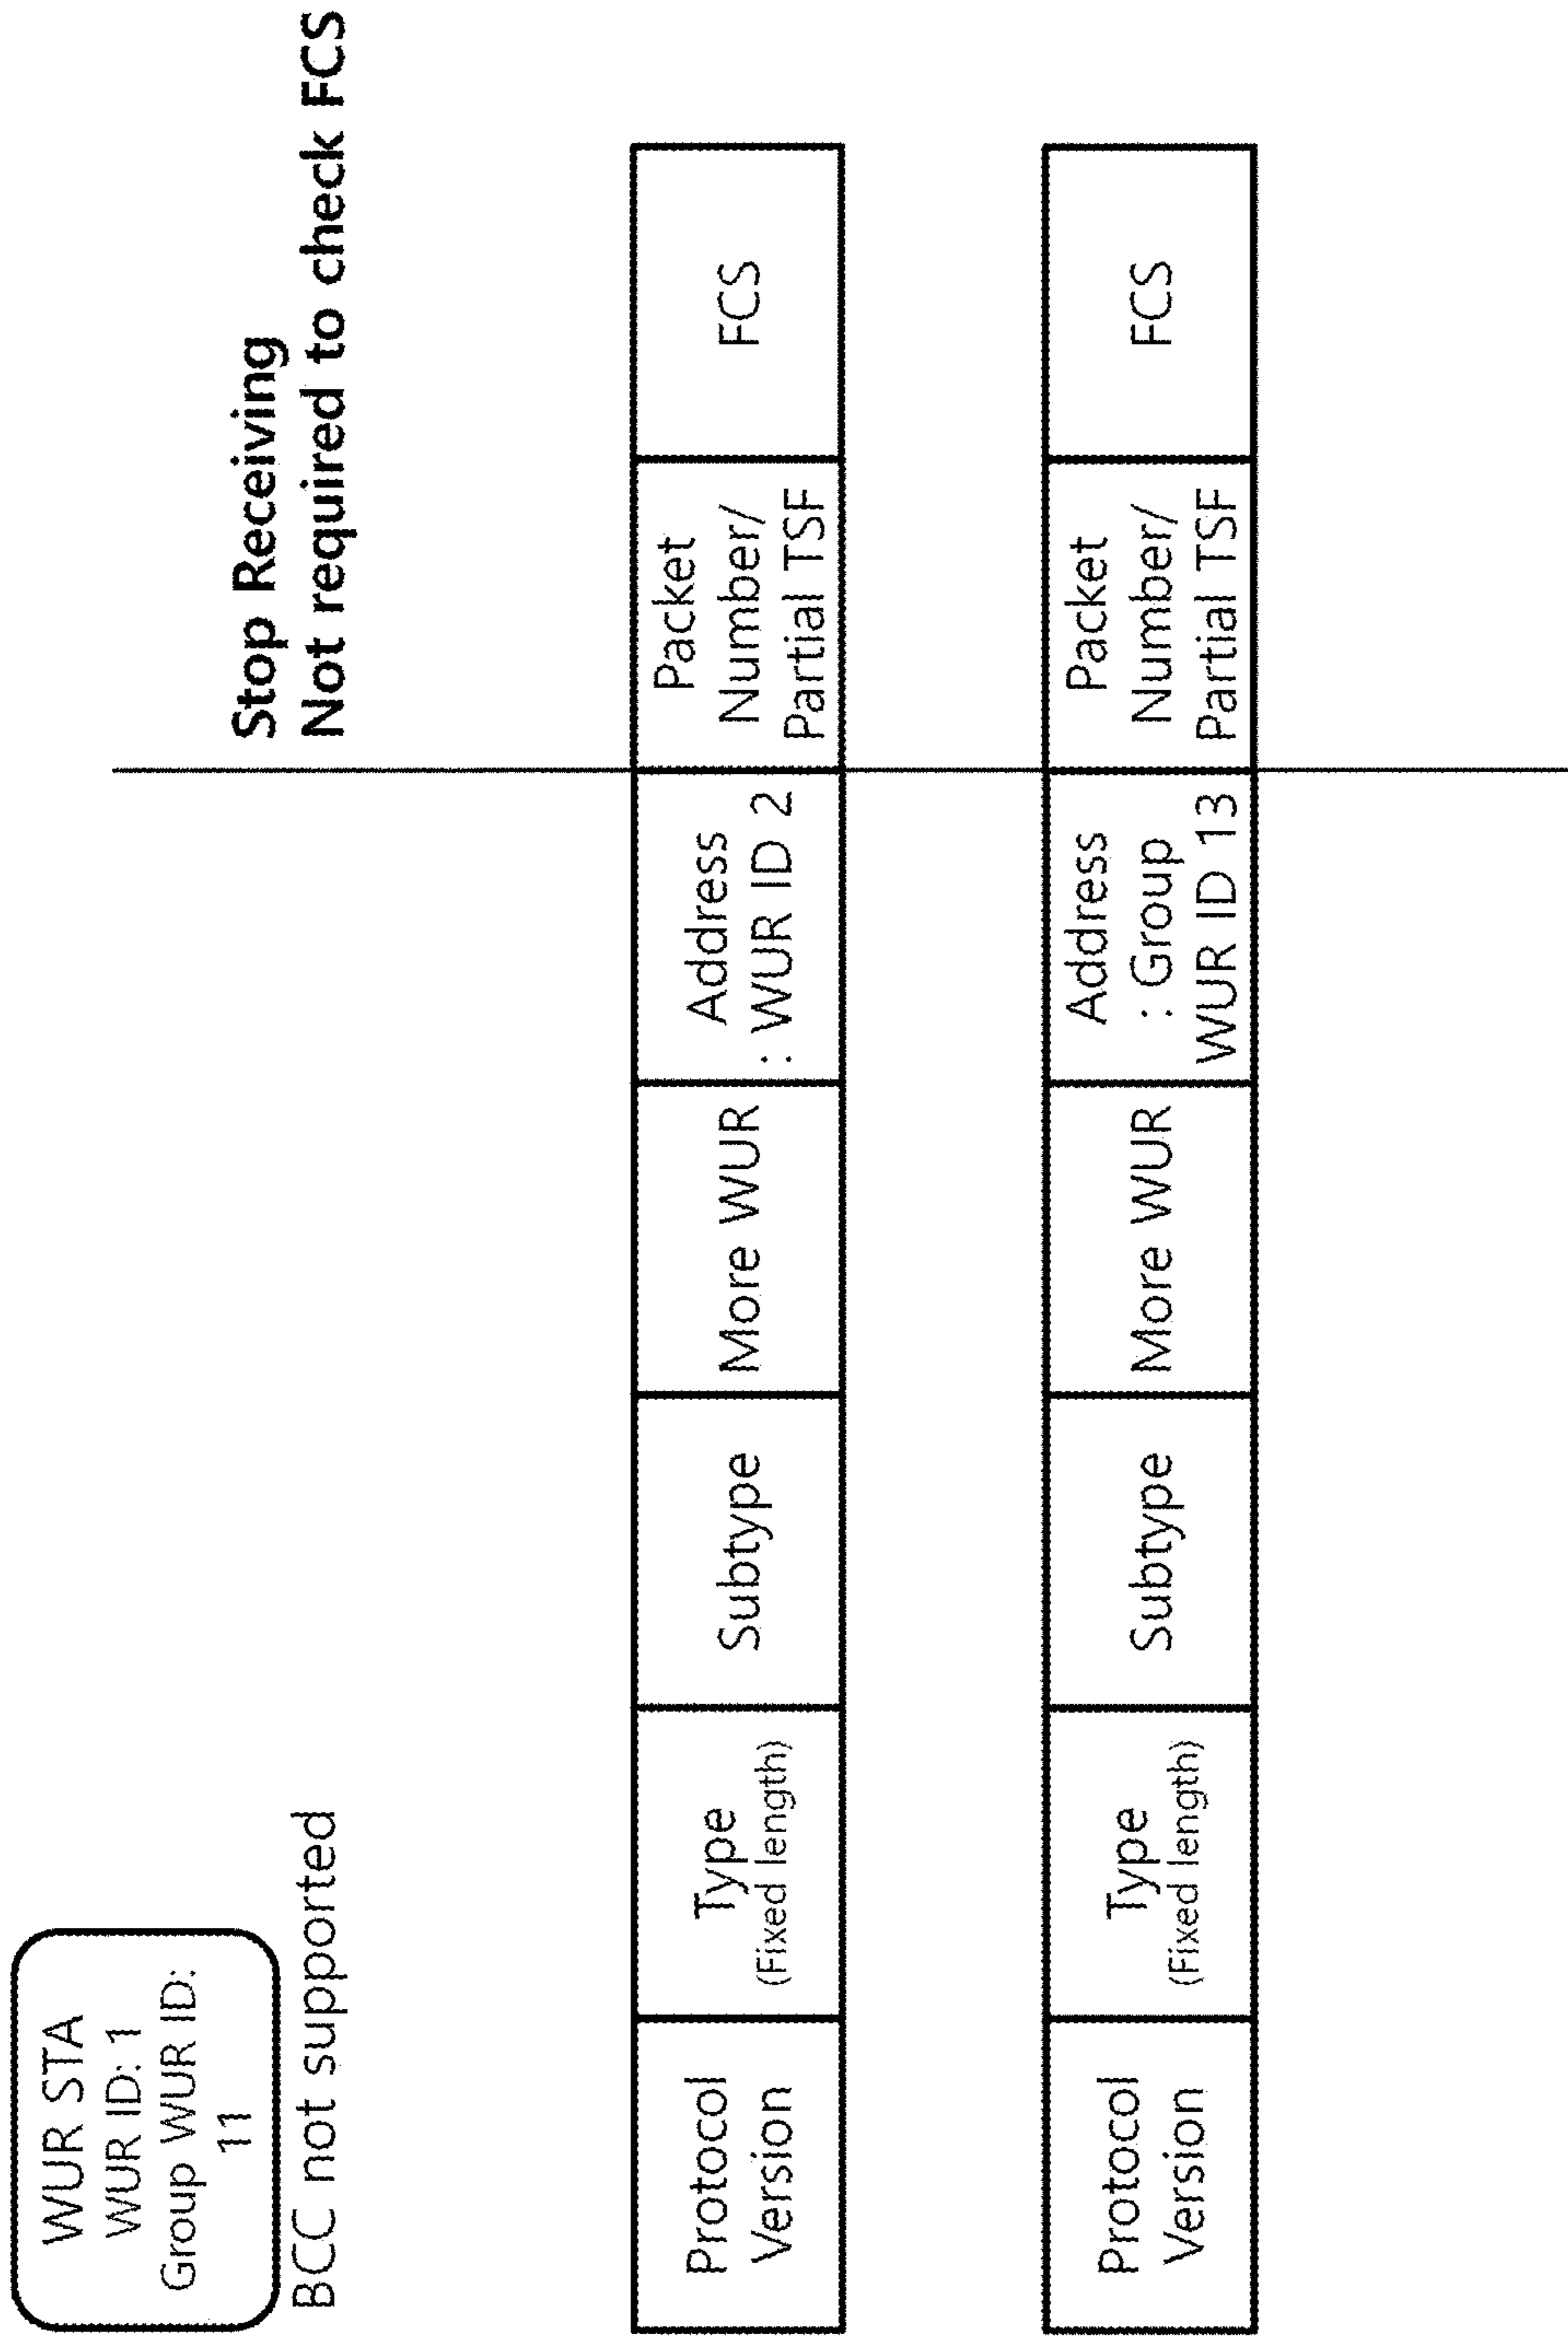 WUR STA
WUR ID: 1
Group WUR ID:
11
BCC not supported
Stop Receiving
Not required to check FCS
Protocol
Version
Type
(Fixed length)
Subtype
More WUR
Address
: WUR ID 2
Packet
Number/
Partial TSF
FCS
Protocol
Version
Type
(Fixed length)
Subtype
More WUR
Address
: Group
WUR ID 13
Packet
Number/
Partial TSF
FCS